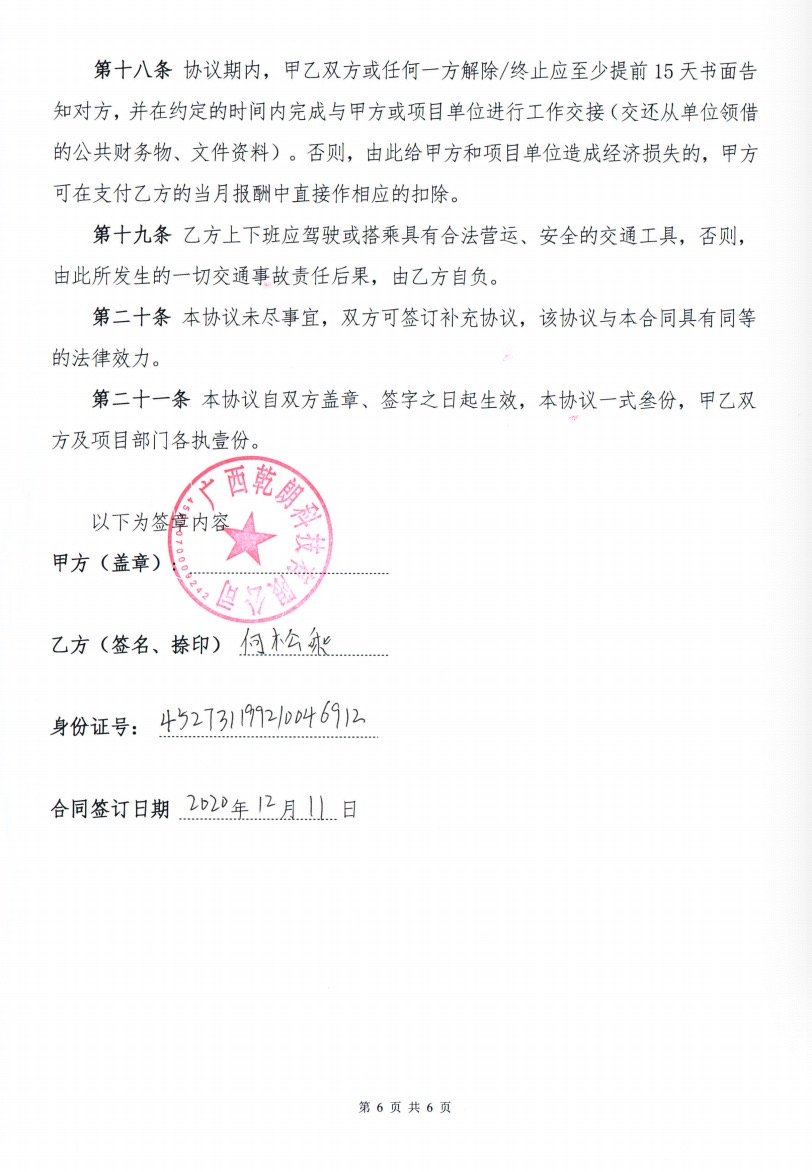 第十八条 协议期内，甲乙双方或任何一方解除/终止应至少提前 15 天书面告
知对方，并在约定的时间内完成与甲方或项目单位进行工作交接（交还从单位领借
的公共财务物、文件资料）。否则，由此给甲方和项目单位造成经济损失的，甲方
可在支付乙方的当月报酬中直接作相应的扣除。
第十九条 乙方上下班应驾驶或搭乘具有合法营运、安全的交通工具，否则，
由此所发生的一切交通事故责任后果，由乙方自负。
第二十条 本协议未尽事宜，双方可签订补充协议，该协议与本合同具有同等
的法律效力。
第二十一条 本协议自双方盖章、签字之日起生效，本协议一式叁份，甲乙双
方及项目部门各执壹份。
以下为签章内容
甲方（盖章）：
广西乾朗科技有限公司
乙方（签名、捺印） 何松
身份证号： 452731199210046912
合同签订日期 2020年 12月 11 日
第 6 页 共 6 页